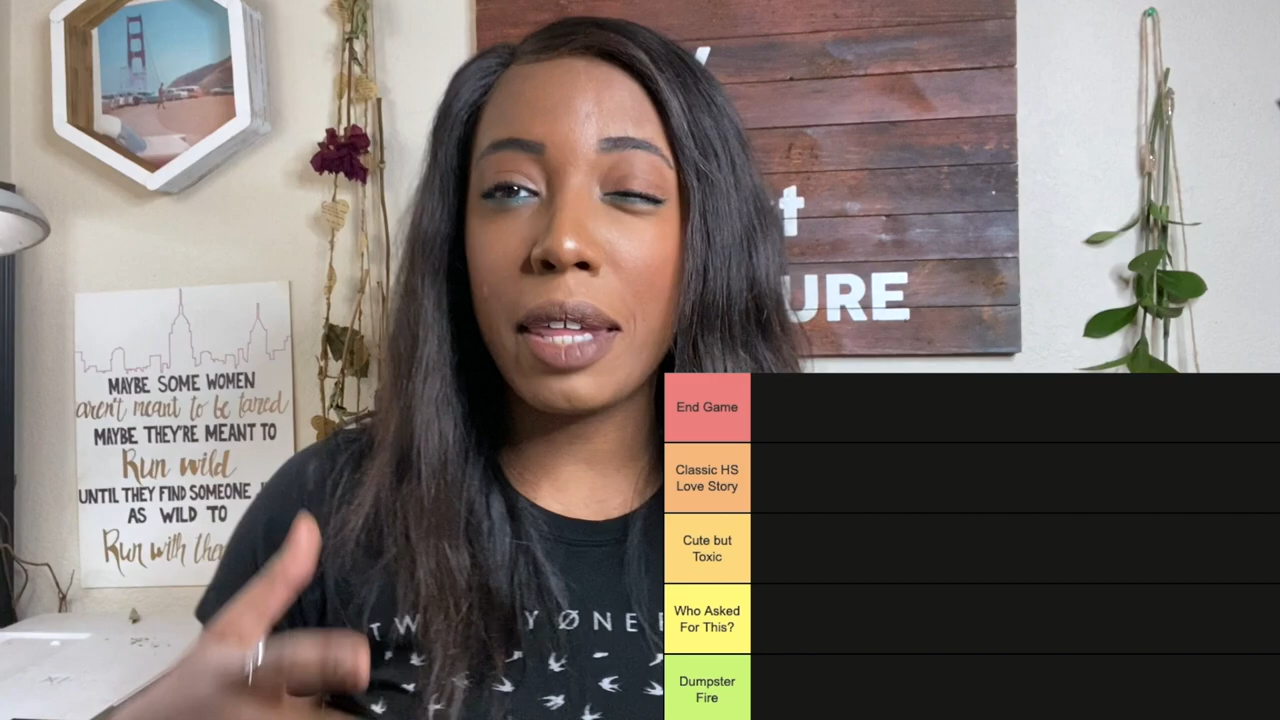 URE
MAYBE SOME WOMEN
aren't meant to be tamed
MAYBE THEY'RE MEANT TO
Run wild
UNTIL THEY FIND SOMEONE
AS WILD TO
Run with
TW Y ØNE
End Game
Classic HS
Love Story
Cute but
Toxic
Who Asked
For This?
Dumpster
Fire